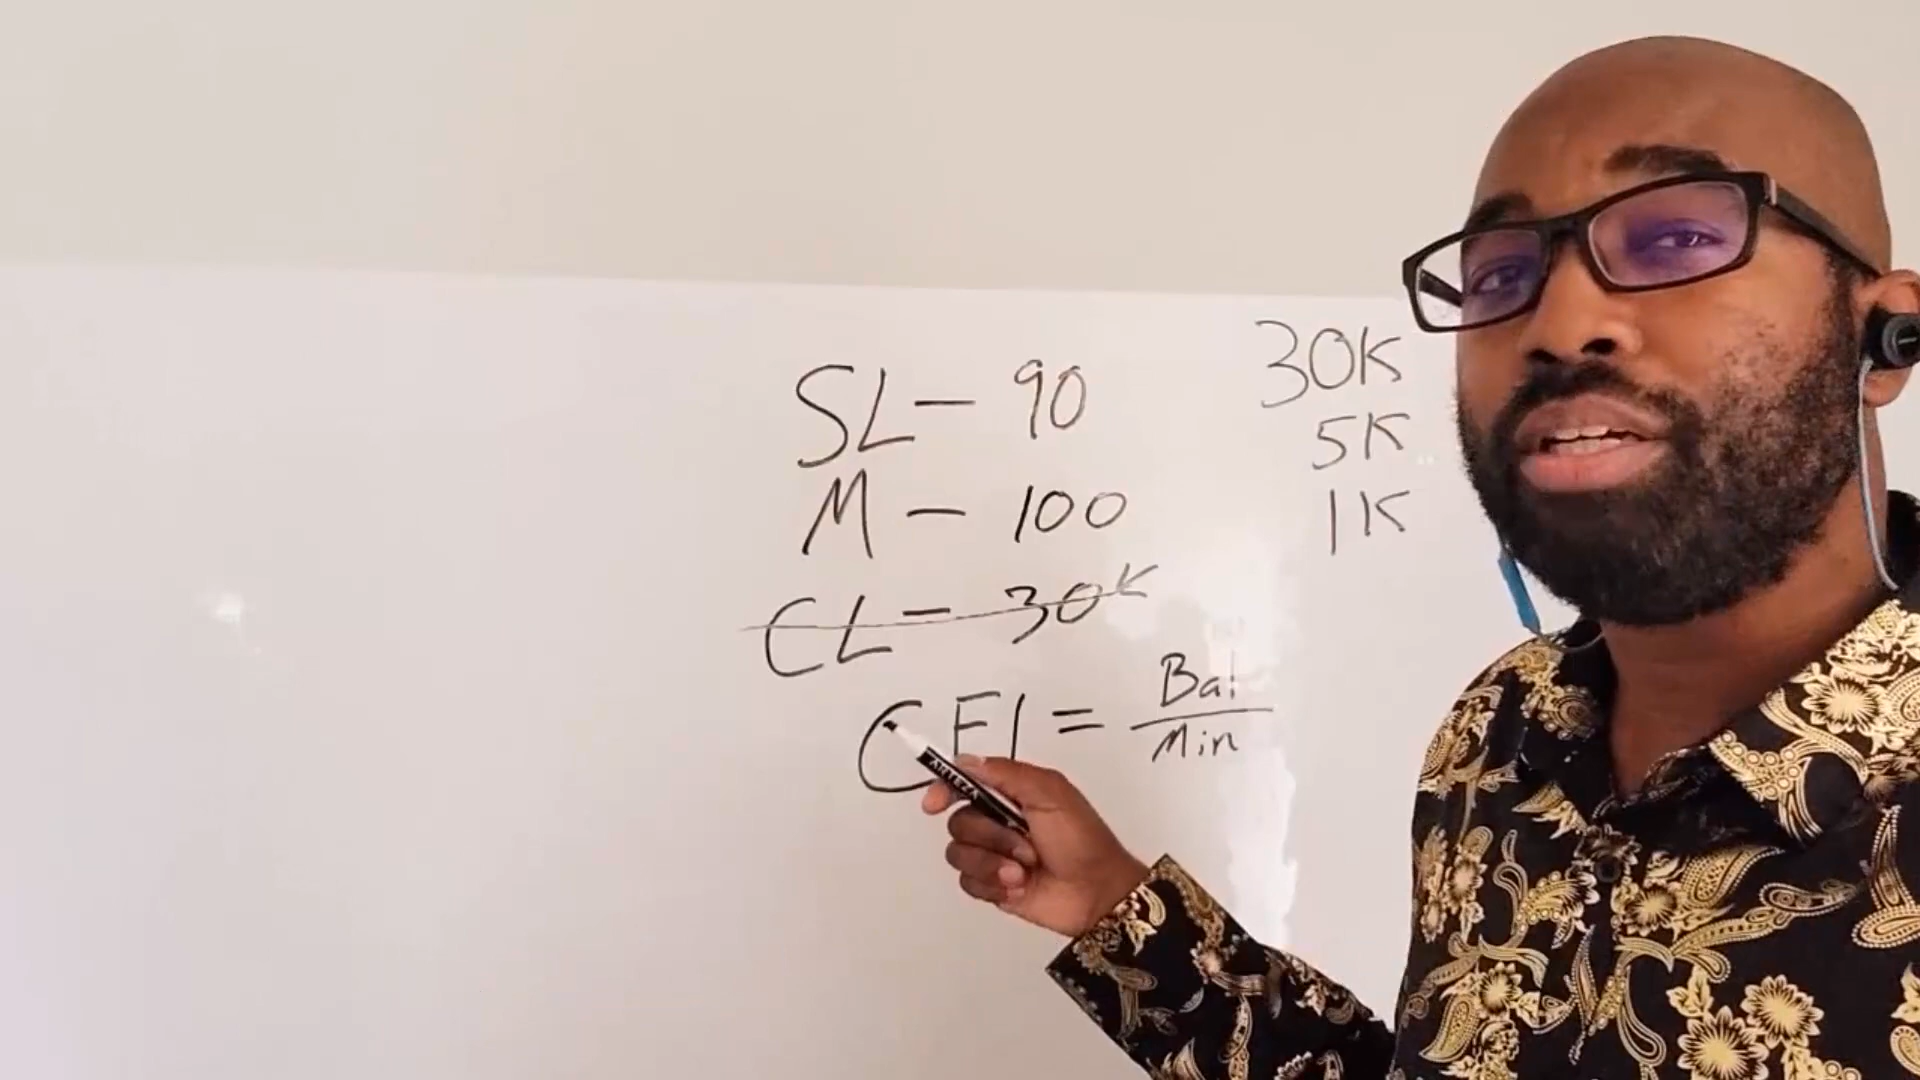 SL - 90
M - 100
CL - 30K
CFI = Bal
Min
30K
5K
1K